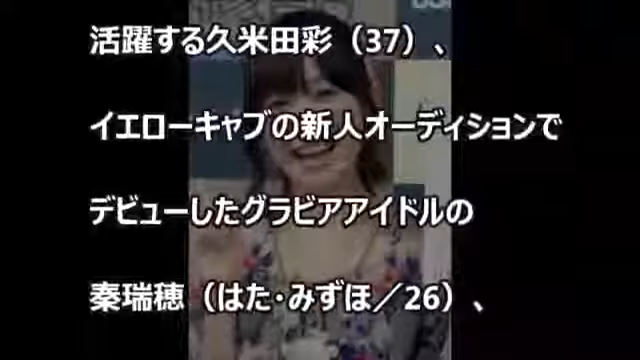 活躍する久米田彩（37）、
イエローキャブの新人オーディションで
デビューしたグラビアアイドルの
秦瑞穂（はた･みずほ／26）、